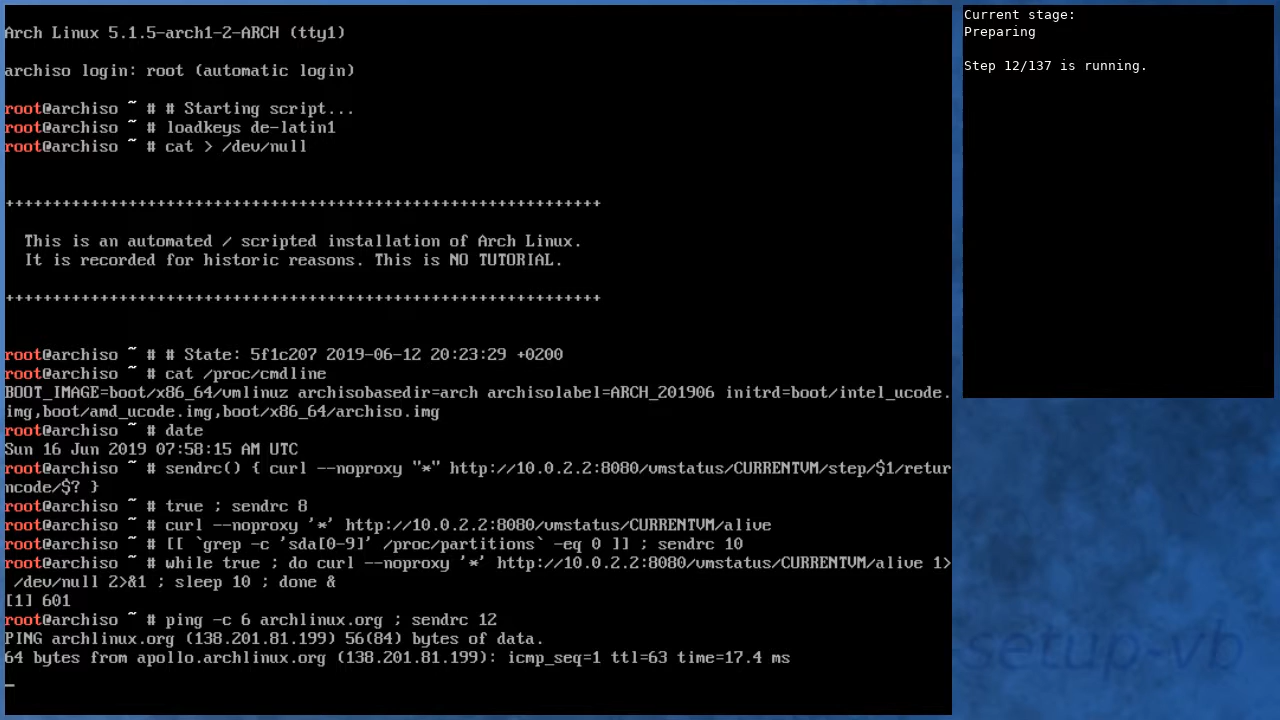 Arch Linux 5.1.5-arch1-2-ARCH (tty1)
archiso login: root (automatic login)
root@archiso ~ # # Starting script...
root@archiso ~ # loadkeys de-latin1
root@archiso ~ # cat > /dev/null
+++++++++++++++++++++++++++++++++++++++++++++++++++++++++++++++
This is an automated / scripted installation of Arch Linux.
It is recorded for historic reasons. This is NO TUTORIAL.
+++++++++++++++++++++++++++++++++++++++++++++++++++++++++++++++
root@archiso ~ # # State: 5f1c207 2019-06-12 20:23:29 +0200
root@archiso ~ # cat /proc/cmdline
BOOT_IMAGE=boot/x86_64/vmlinuz archisobasedir=arch archisolabel=ARCH_201906 initrd=boot/intel_ucode.
img,boot/amd_ucode.img,boot/x86_64/archiso.img
root@archiso ~ # date
Sun 16 Jun 2019 07:58:15 AM UTC
root@archiso ~ # sendrc() { curl --noproxy "*" http://10.0.2.2:8080/vmstatus/CURRENTVM/step/$1/retur
ncode/$? }
root@archiso ~ # true ; sendrc 8
root@archiso ~ # curl --noproxy '*' http://10.0.2.2:8080/vmstatus/CURRENTVM/alive
root@archiso ~ # [[ `grep -c 'sda[0-9]' /proc/partitions` -eq 0 ]] ; sendrc 10
root@archiso ~ # while true ; do curl --noproxy '*' http://10.0.2.2:8080/vmstatus/CURRENTVM/alive 1>
/dev/null 2>&1 ; sleep 10 ; done &
[1] 601
root@archiso ~ # ping -c 6 archlinux.org ; sendrc 12
PING archlinux.org (138.201.81.199) 56(84) bytes of data.
64 bytes from apollo.archlinux.org (138.201.81.199): icmp_seq=1 ttl=63 time=17.4 ms
_
Current stage:
Preparing
Step 12/137 is running.
setup-vb